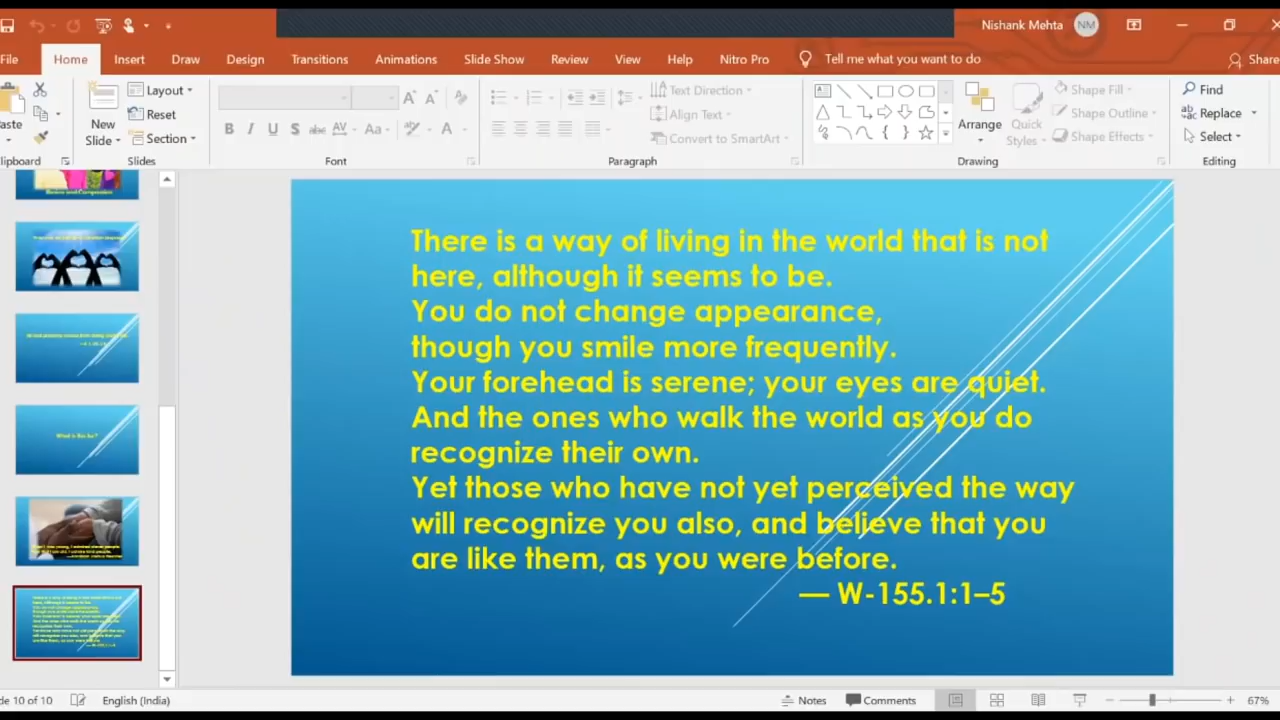 Nishank Mehta NM
File Home Insert Draw Design Transitions Animations Slide Show Review View Help Nitro Pro Tell me what you want to do Share
Layout
Reset
Section
New
Slide
Text Direction
Align Text
Convert to SmartArt
Arrange
Quick
Styles
Shape Fill
Shape Outline
Shape Effects
Find
Replace
Select
aste
lipboard Slides Font Paragraph Drawing Editing
There is a way of living in the world that is not
here, although it seems to be.
You do not change appearance,
though you smile more frequently.
Your forehead is serene; your eyes are quiet.
And the ones who walk the world as you do
recognize their own.
Yet those who have not yet perceived the way
will recognize you also, and believe that you
are like them, as you were before.
— W-155.1:1–5
What is this for?
de 10 of 10 English (India) Notes Comments 67%